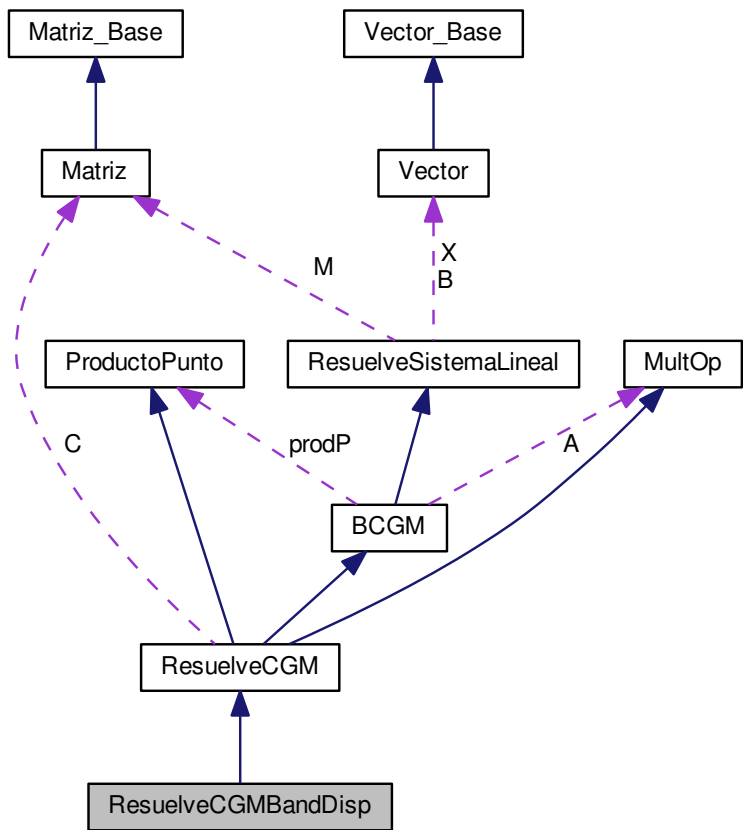 Matriz_Base
Vector_Base
Matriz
Vector
M
X
B
ProductoPunto
ResuelveSistemaLineal
MultOp
C
prodP
A
BCGM
ResuelveCGM
ResuelveCGMBandDisp